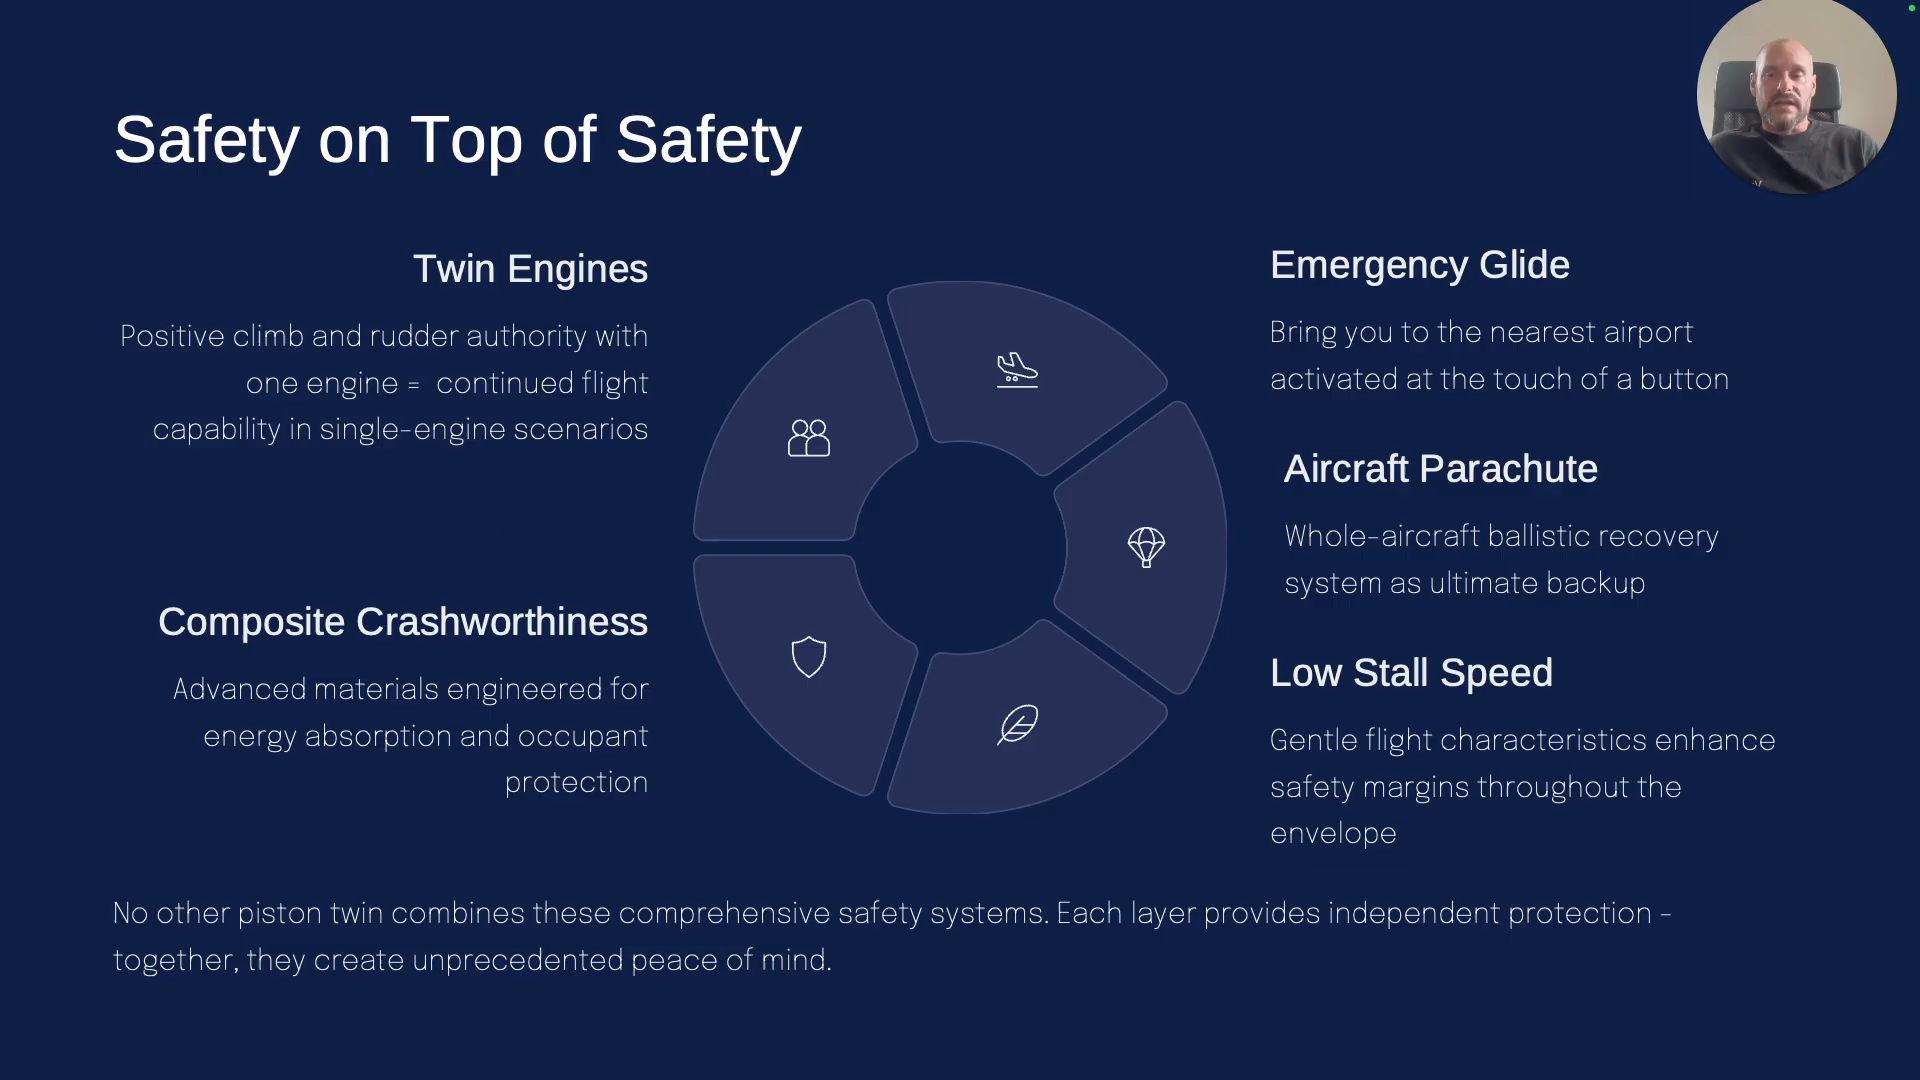 Safety on Top of Safety
Twin Engines
Positive climb and rudder authority with
one engine =  continued flight
capability in single-engine scenarios
Composite Crashworthiness
Advanced materials engineered for
energy absorption and occupant
protection
Emergency Glide
Bring you to the nearest airport
activated at the touch of a button
Aircraft Parachute
Whole-aircraft ballistic recovery
system as ultimate backup
Low Stall Speed
Gentle flight characteristics enhance
safety margins throughout the
envelope
No other piston twin combines these comprehensive safety systems. Each layer provides independent protection -
together, they create unprecedented peace of mind.